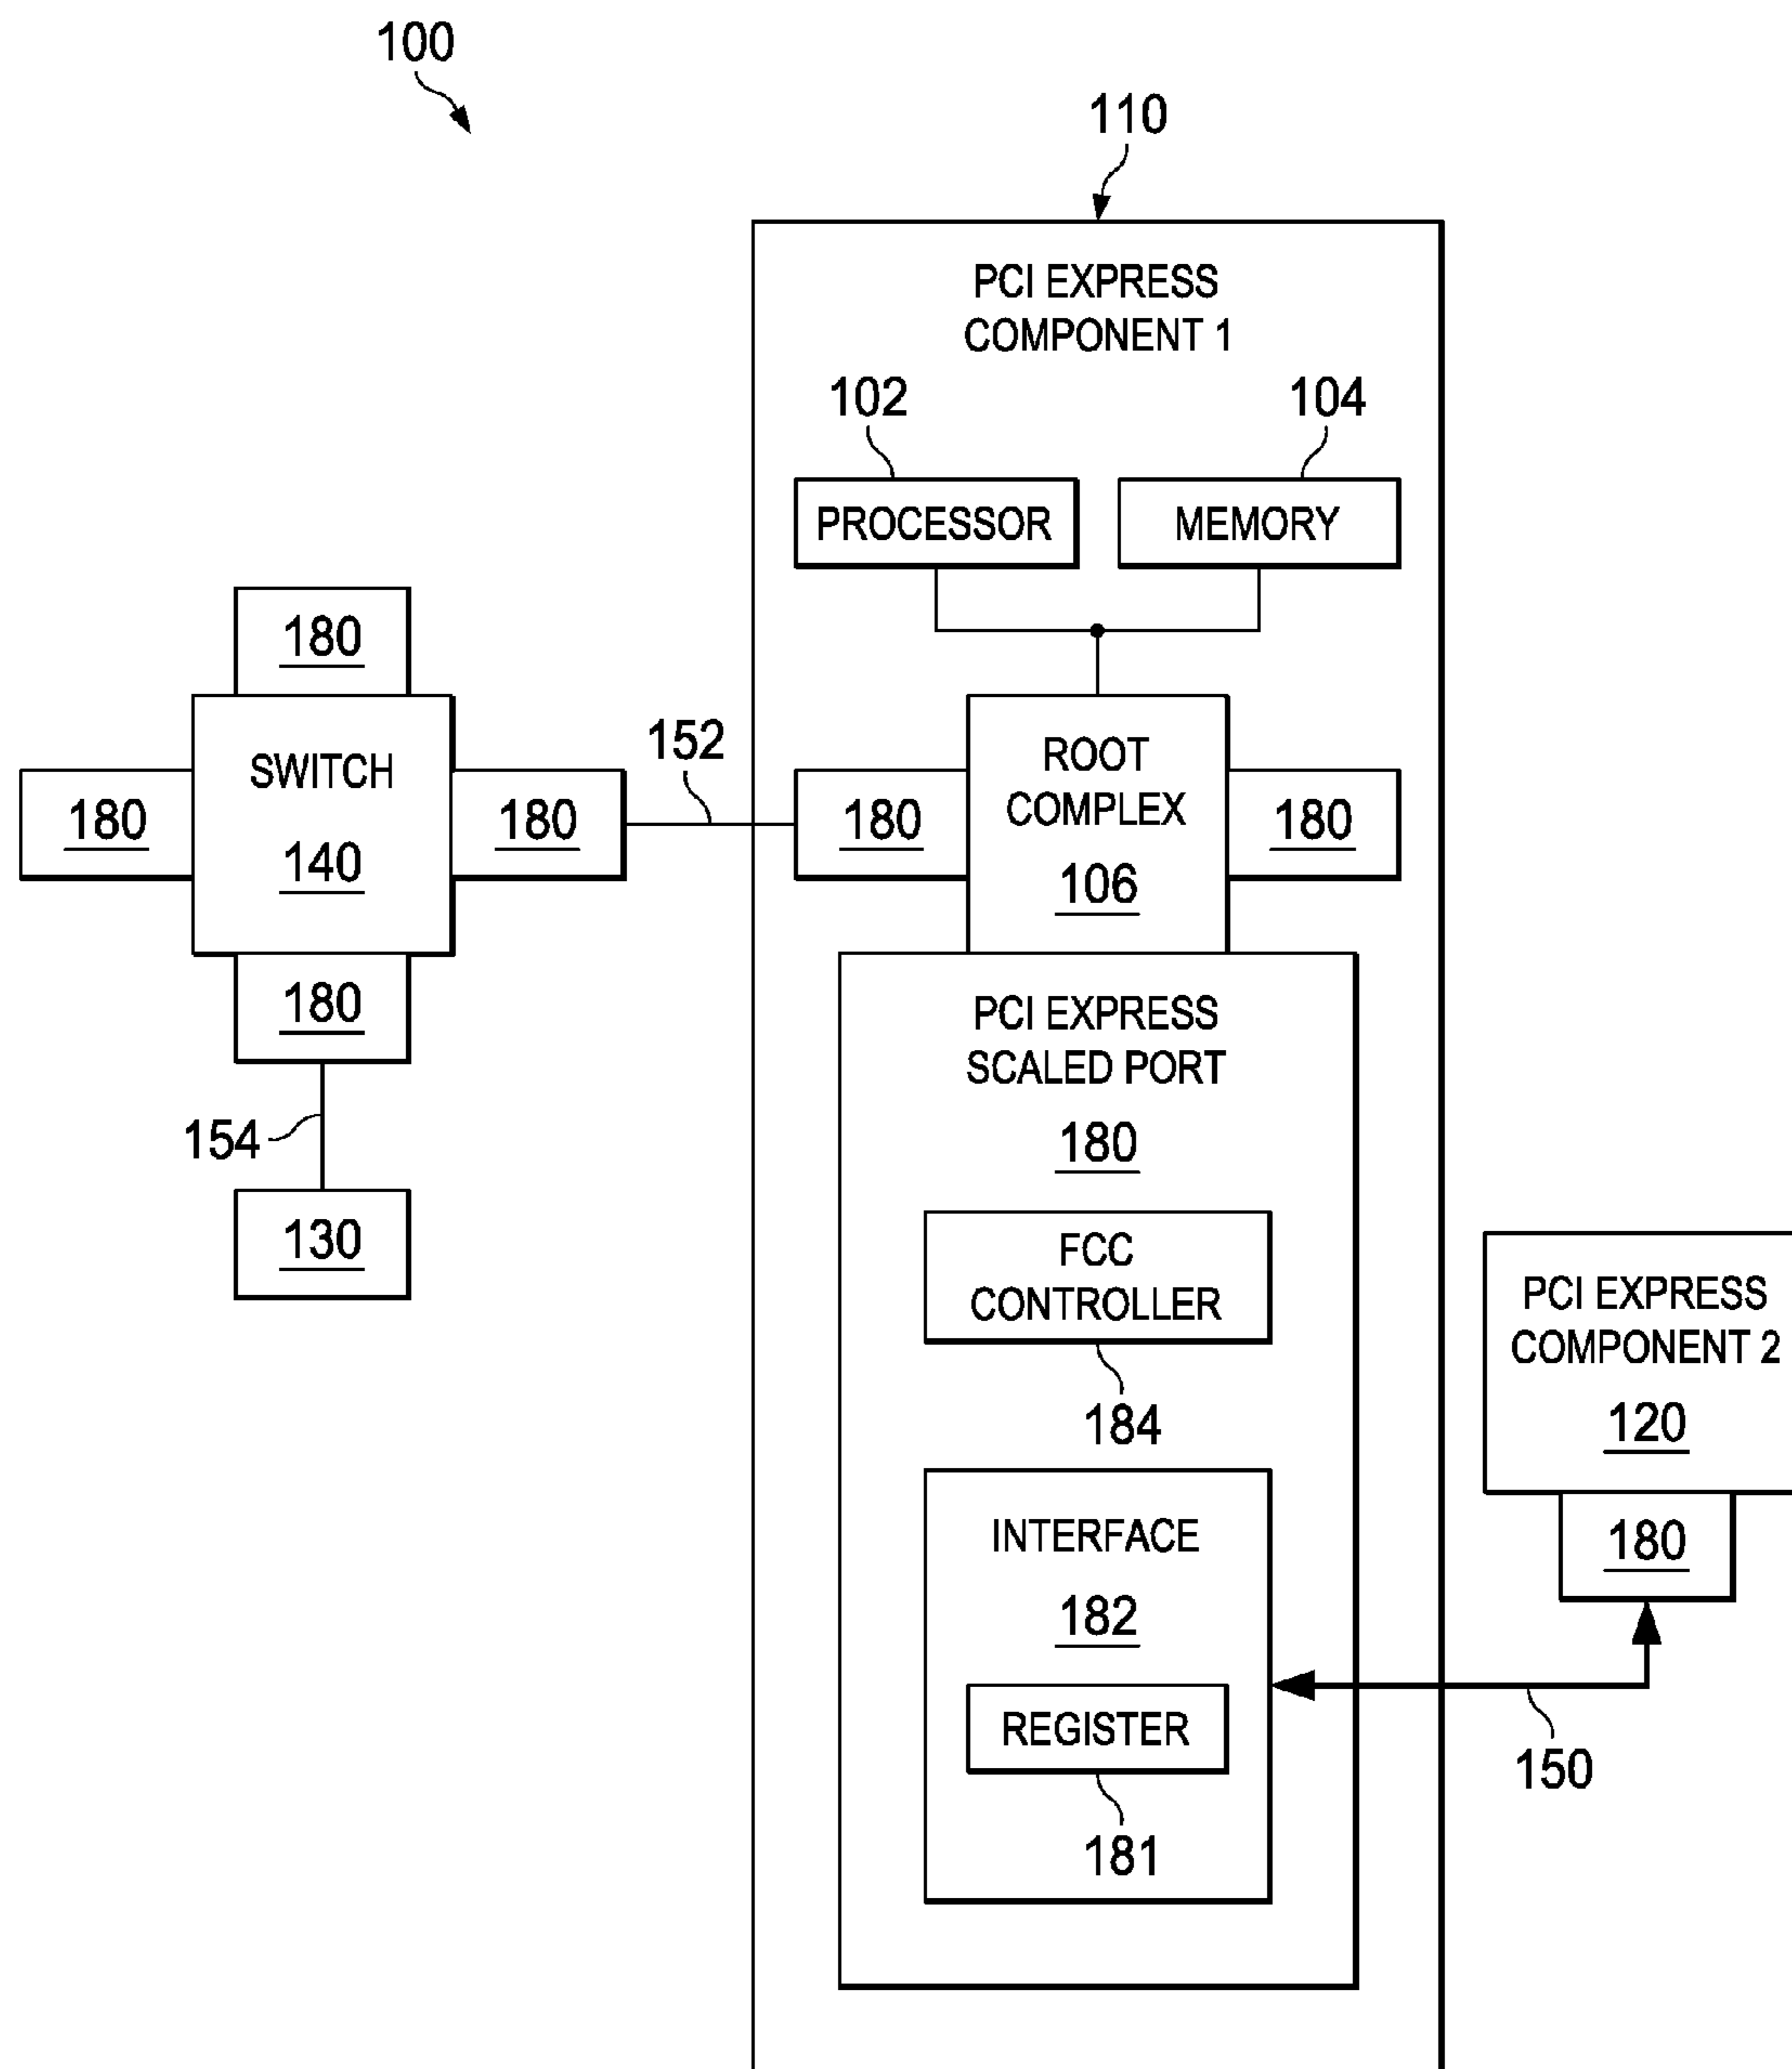 100
110
PCI EXPRESS
COMPONENT 1
102
104
PROCESSOR
MEMORY
180
SWITCH
140
180
180
180
152
ROOT
COMPLEX
106
180
180
154
130
PCI EXPRESS
SCALED PORT
180
FCC
CONTROLLER
184
INTERFACE
182
REGISTER
181
PCI EXPRESS
COMPONENT 2
120
180
150